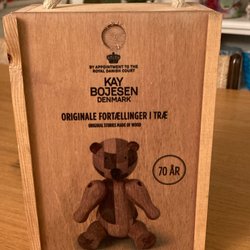 BY APPOINTMENT TO THE
ROYAL DANISH COURT
KAY
BOJESEN
DENMARK
ORIGINALE FORTÆLLINGER I TRÆ
ORIGINAL STORIES MADE OF WOOD
70 ÅR